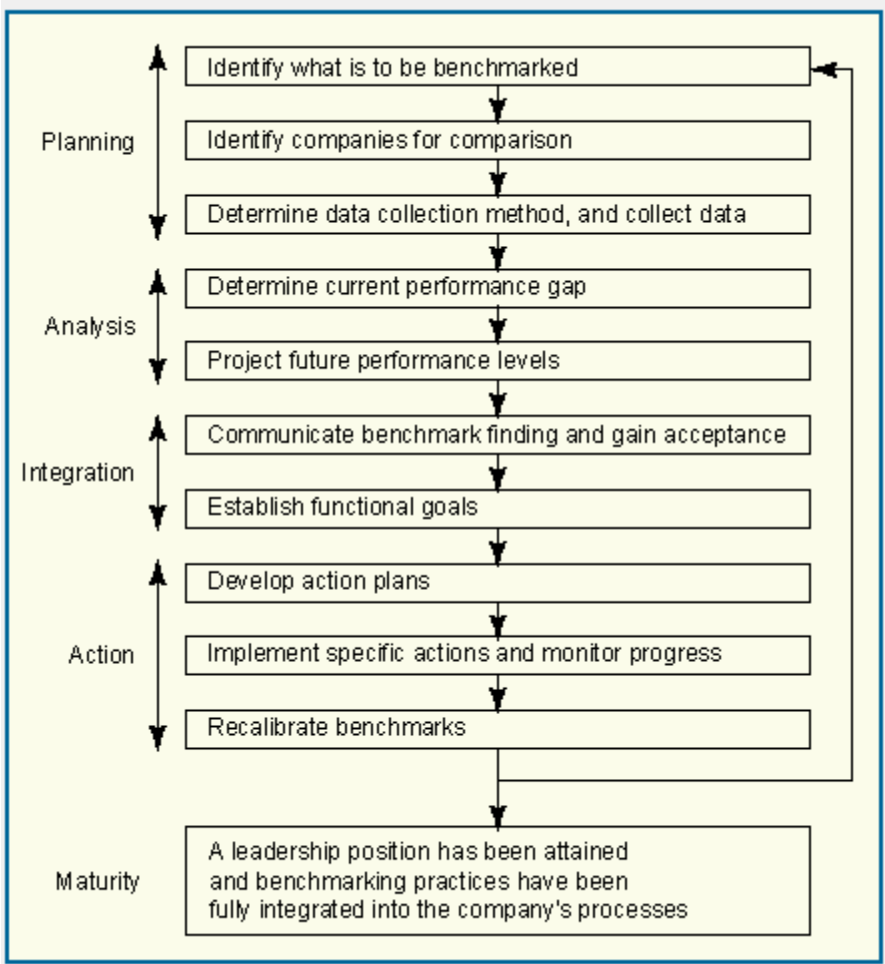 Identify what is to be benchmarked
Planning
Identify companies for comparison
Determine data collection method, and collect data
Determine current performance gap
Analysis
Project future performance levels
Communicate benchmark finding and gain acceptance
Integration
Establish functional goals
Develop action plans
Action
Implement specific actions and monitor progress
Recalibrate benchmarks
Maturity
A leadership position has been attained
and benchmarking practices have been
fully integrated into the company's processes